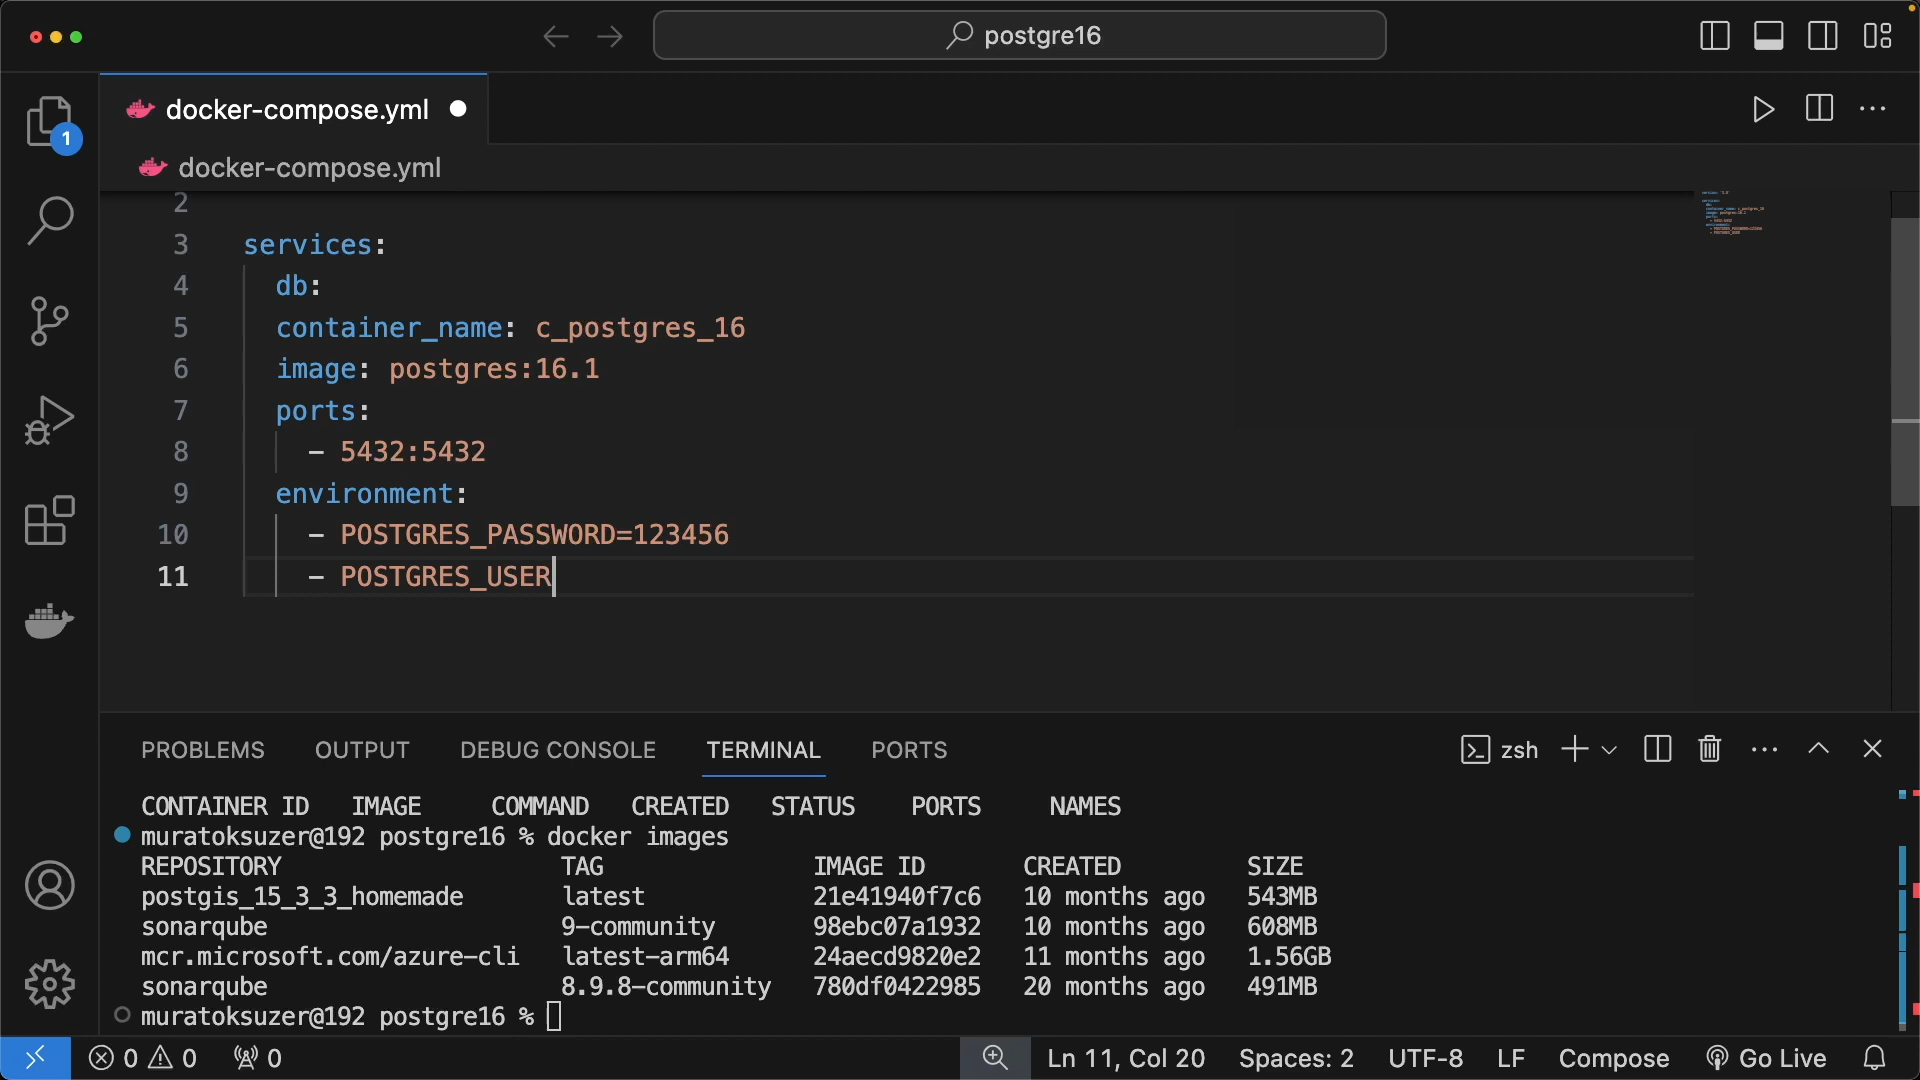 postgre16
docker-compose.yml
1
docker-compose.yml
2
3 services:
4 db:
5 container_name: c_postgres_16
6 image: postgres:16.1
7 ports:
8 - 5432:5432
9 environment:
10 - POSTGRES_PASSWORD=123456
11 - POSTGRES_USER
PROBLEMS OUTPUT DEBUG CONSOLE TERMINAL PORTS zsh
CONTAINER ID IMAGE COMMAND CREATED STATUS PORTS NAMES
muratoksuzer@192 postgre16 % docker images
REPOSITORY TAG IMAGE ID CREATED SIZE
postgis_15_3_3_homemade latest 21e41940f7c6 10 months ago 543MB
sonarqube 9-community 98ebc07a1932 10 months ago 608MB
mcr.microsoft.com/azure-cli latest-arm64 24aecd9820e2 11 months ago 1.56GB
sonarqube 8.9.8-community 780df0422985 20 months ago 491MB
muratoksuzer@192 postgre16 %
0 0 0 Ln 11, Col 20 Spaces: 2 UTF-8 LF Compose Go Live